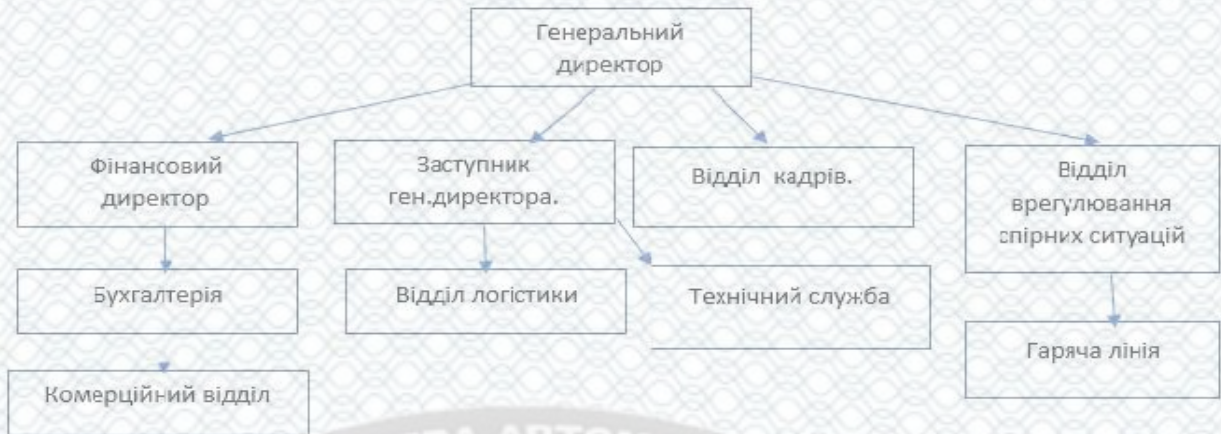 Генеральний
директор
Фінансовий
директор
Заступник
ген.директора.
Відділ кадрів.
Відділ
врегулювання
спірних ситуацій
Бухгалтерія
Відділ логістики
Технічний служба
Гаряча лінія
Комерційний відділ